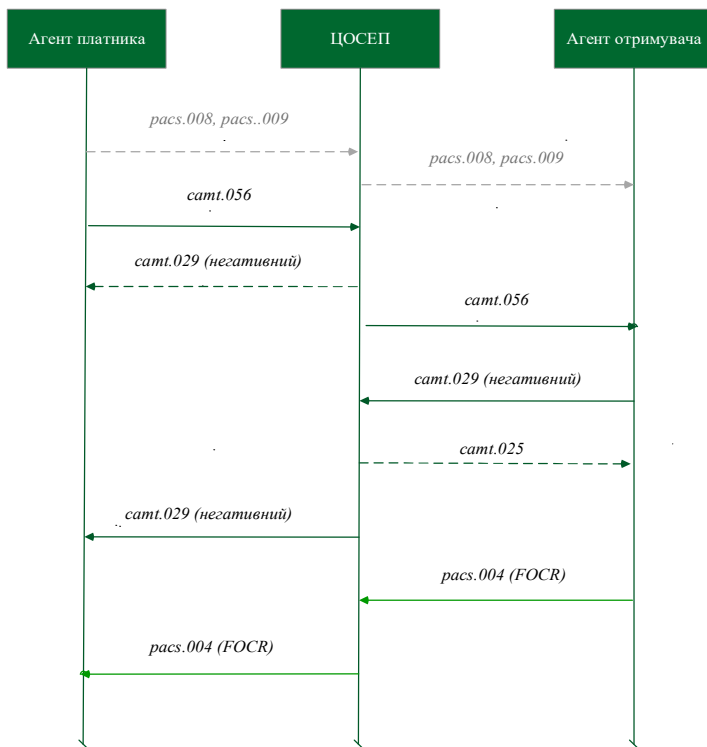 Агент платника
ЦОСЕП
Агент отримувача
pacs.008, pacs..009
pacs.008, pacs.009
camt.056
camt.029 (негативний)
camt.056
camt.029 (негативний)
camt.025
camt.029 (негативний)
pacs.004 (FOCR)
pacs.004 (FOCR)